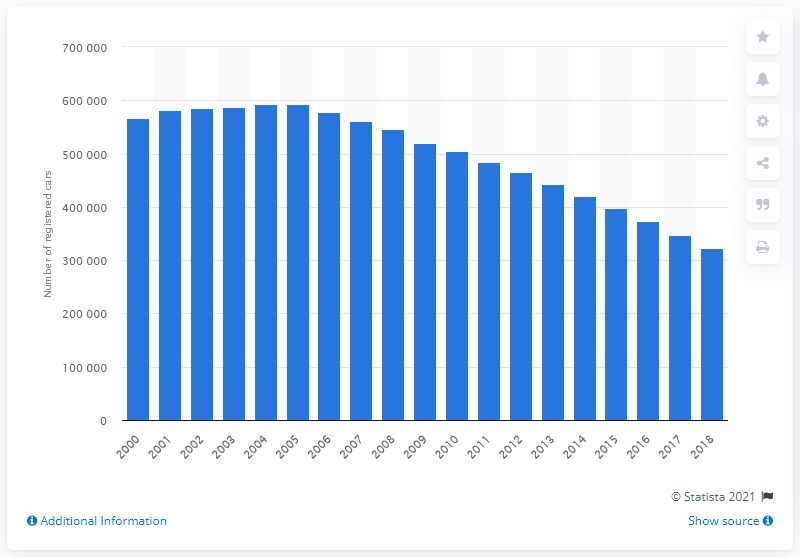 700 000
600 000
500 000
400 000
300 000
200 000
100 000
0
Number of registered cars
2000 2001 2002 2003 2004 2005 2006 2007 2008 2009 2010 2011 2012 2013 2014 2015 2016 2017 2018
© Statista 2021
Additional Information
Show source